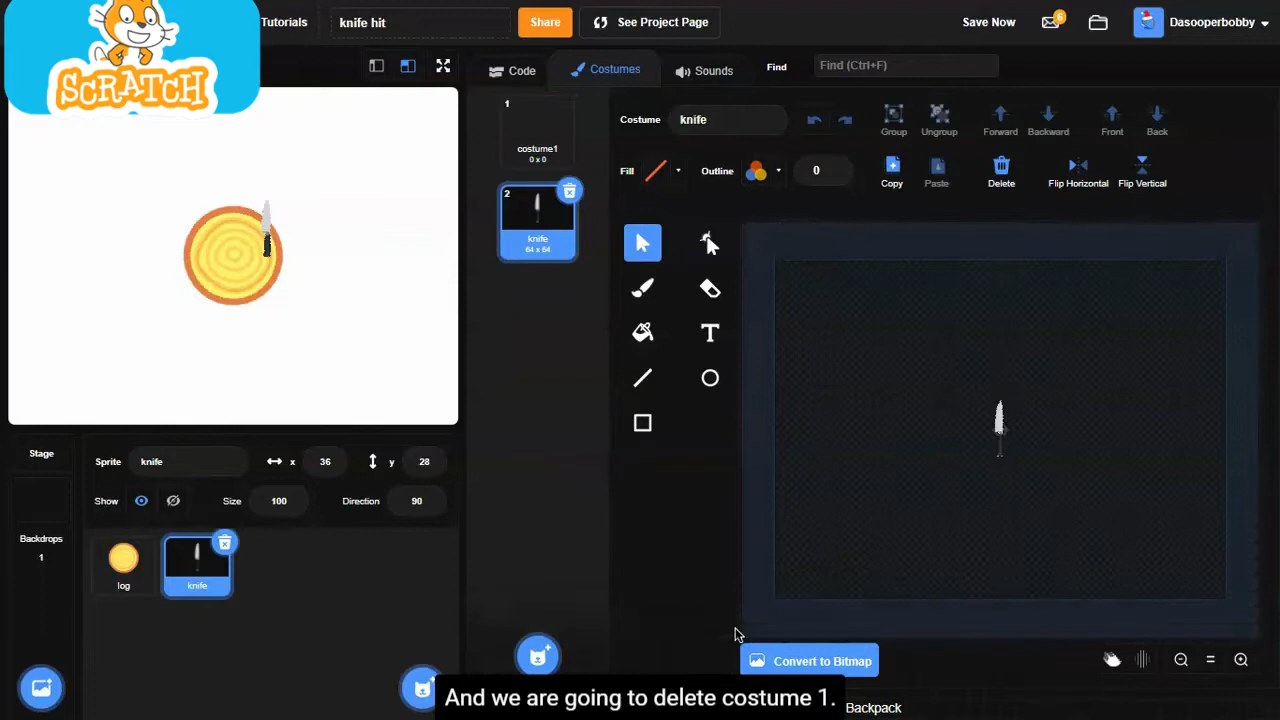 SCRATCH
Tutorials
knife hit
Share
See Project Page
Save Now
6
Dasooperbobby
Code
Costumes
Sounds
Find
Find (Ctrl+F)
1
costume1
0 x 0
2
knife
64 x 64
Costume
knife
Group
Ungroup
Forward
Backward
Front
Back
Fill
Outline
0
Copy
Paste
Delete
Flip Horizontal
Flip Vertical
T
Convert to Bitmap
Stage
Backdrops
1
Sprite
knife
x
36
y
28
Show
Size
100
Direction
90
log
knife
And we are going to delete costume 1.
Backpack